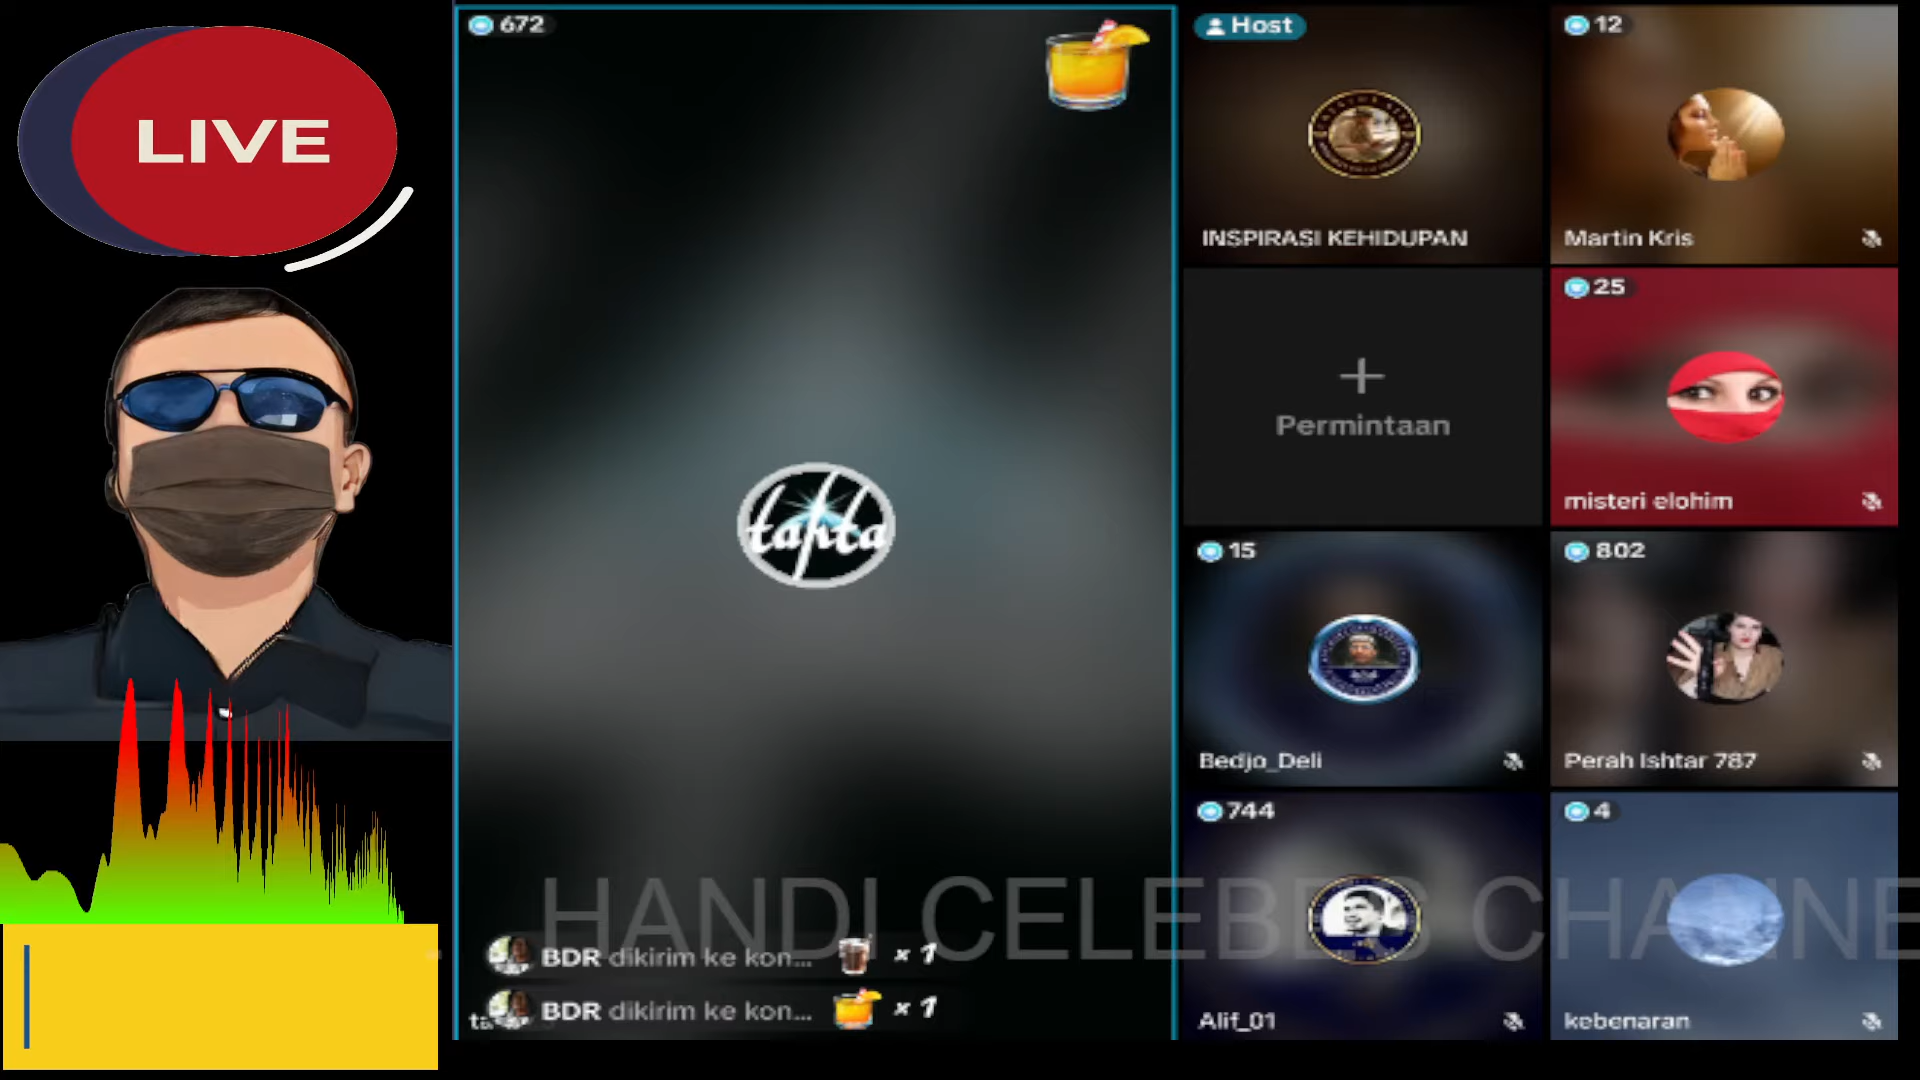 LIVE
672
tahta
BDR dikirim ke kon... × 1
BDR dikirim ke kon... × 1
Host
INSPIRASI KEHIDUPAN
12
Martin Kris
+
Permintaan
25
misteri elohim
15
Bedjo_Deli
802
Perah Ishtar 787
744
Alif_01
4
kebenaran
HANDI CELEBES CHANNE